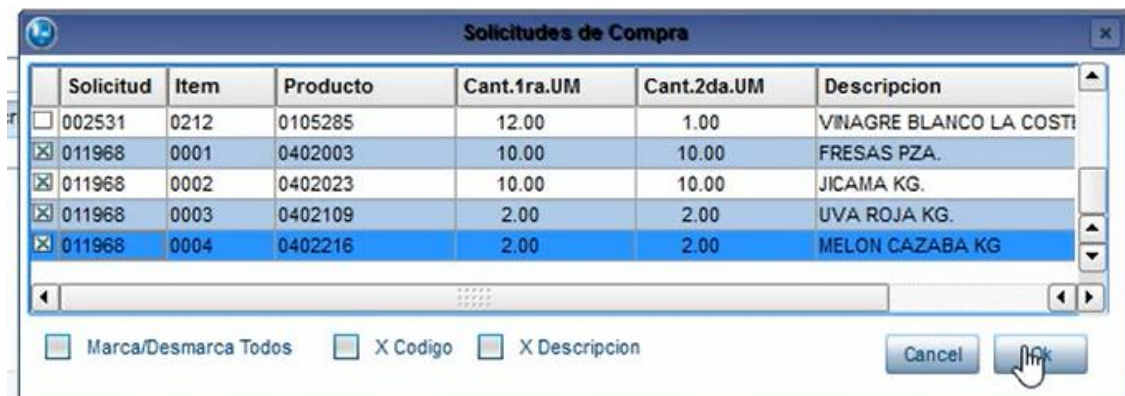 Solicitudes de Compra
Solicitud Item Producto Cant.1ra.UM Cant.2da.UM Descripcion
002531 0212 0105285 12.00 1.00 VINAGRE BLANCO LA COSTE
011968 0001 0402003 10.00 10.00 FRESAS PZA.
011968 0002 0402023 10.00 10.00 JICAMA KG.
011968 0003 0402109 2.00 2.00 UVA ROJA KG.
011968 0004 0402216 2.00 2.00 MELON CAZABA KG
Marca/Desmarca Todos X Codigo X Descripcion Cancel Ok